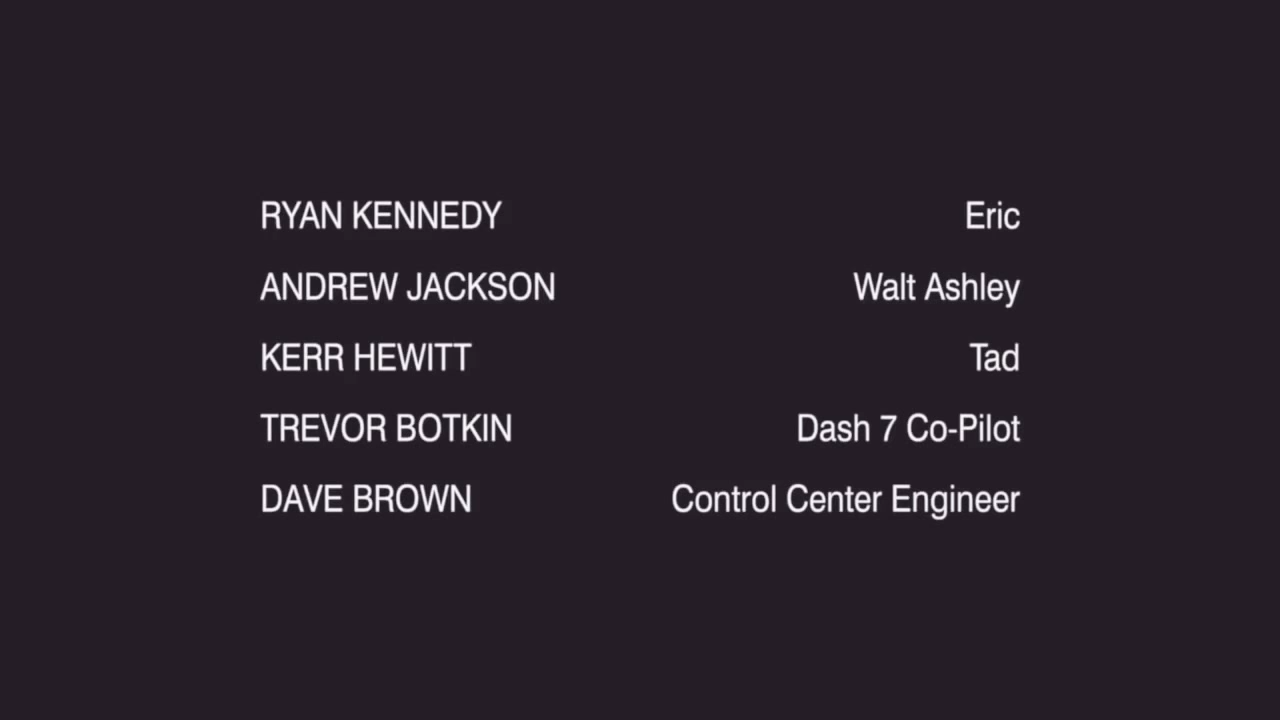 RYAN KENNEDY Eric
ANDREW JACKSON Walt Ashley
KERR HEWITT Tad
TREVOR BOTKIN Dash 7 Co-Pilot
DAVE BROWN Control Center Engineer